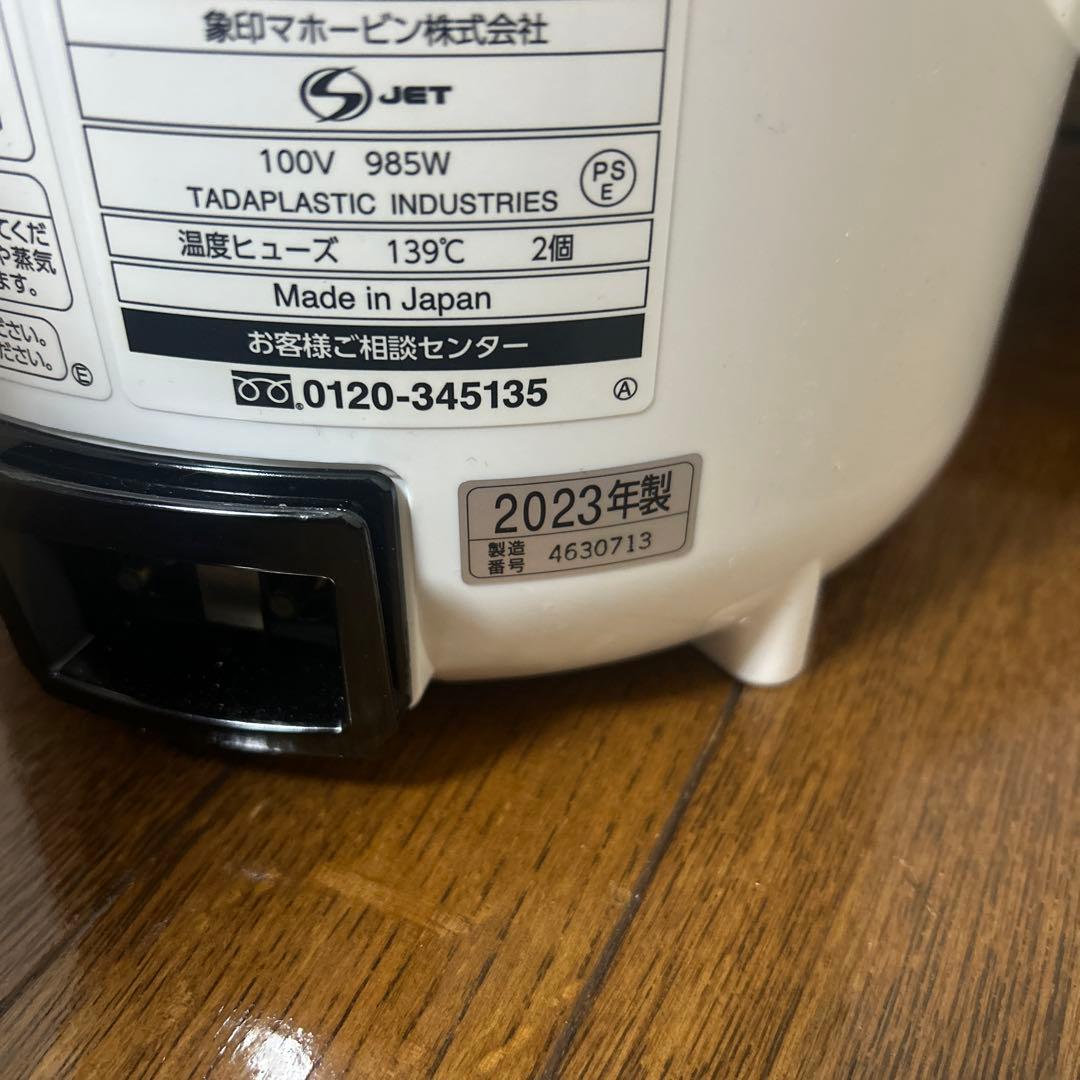 象印マホービン株式会社
S JET
100V 985W
TADAPLASTIC INDUSTRIES
PS
E
温度ヒューズ 139℃ 2個
Made in Japan
お客様ご相談センター
0120-345135
Ⓐ
てくだ
や蒸気
ます。
ださい。
ださい。
Ⓔ
2023年製
製造番号 4630713